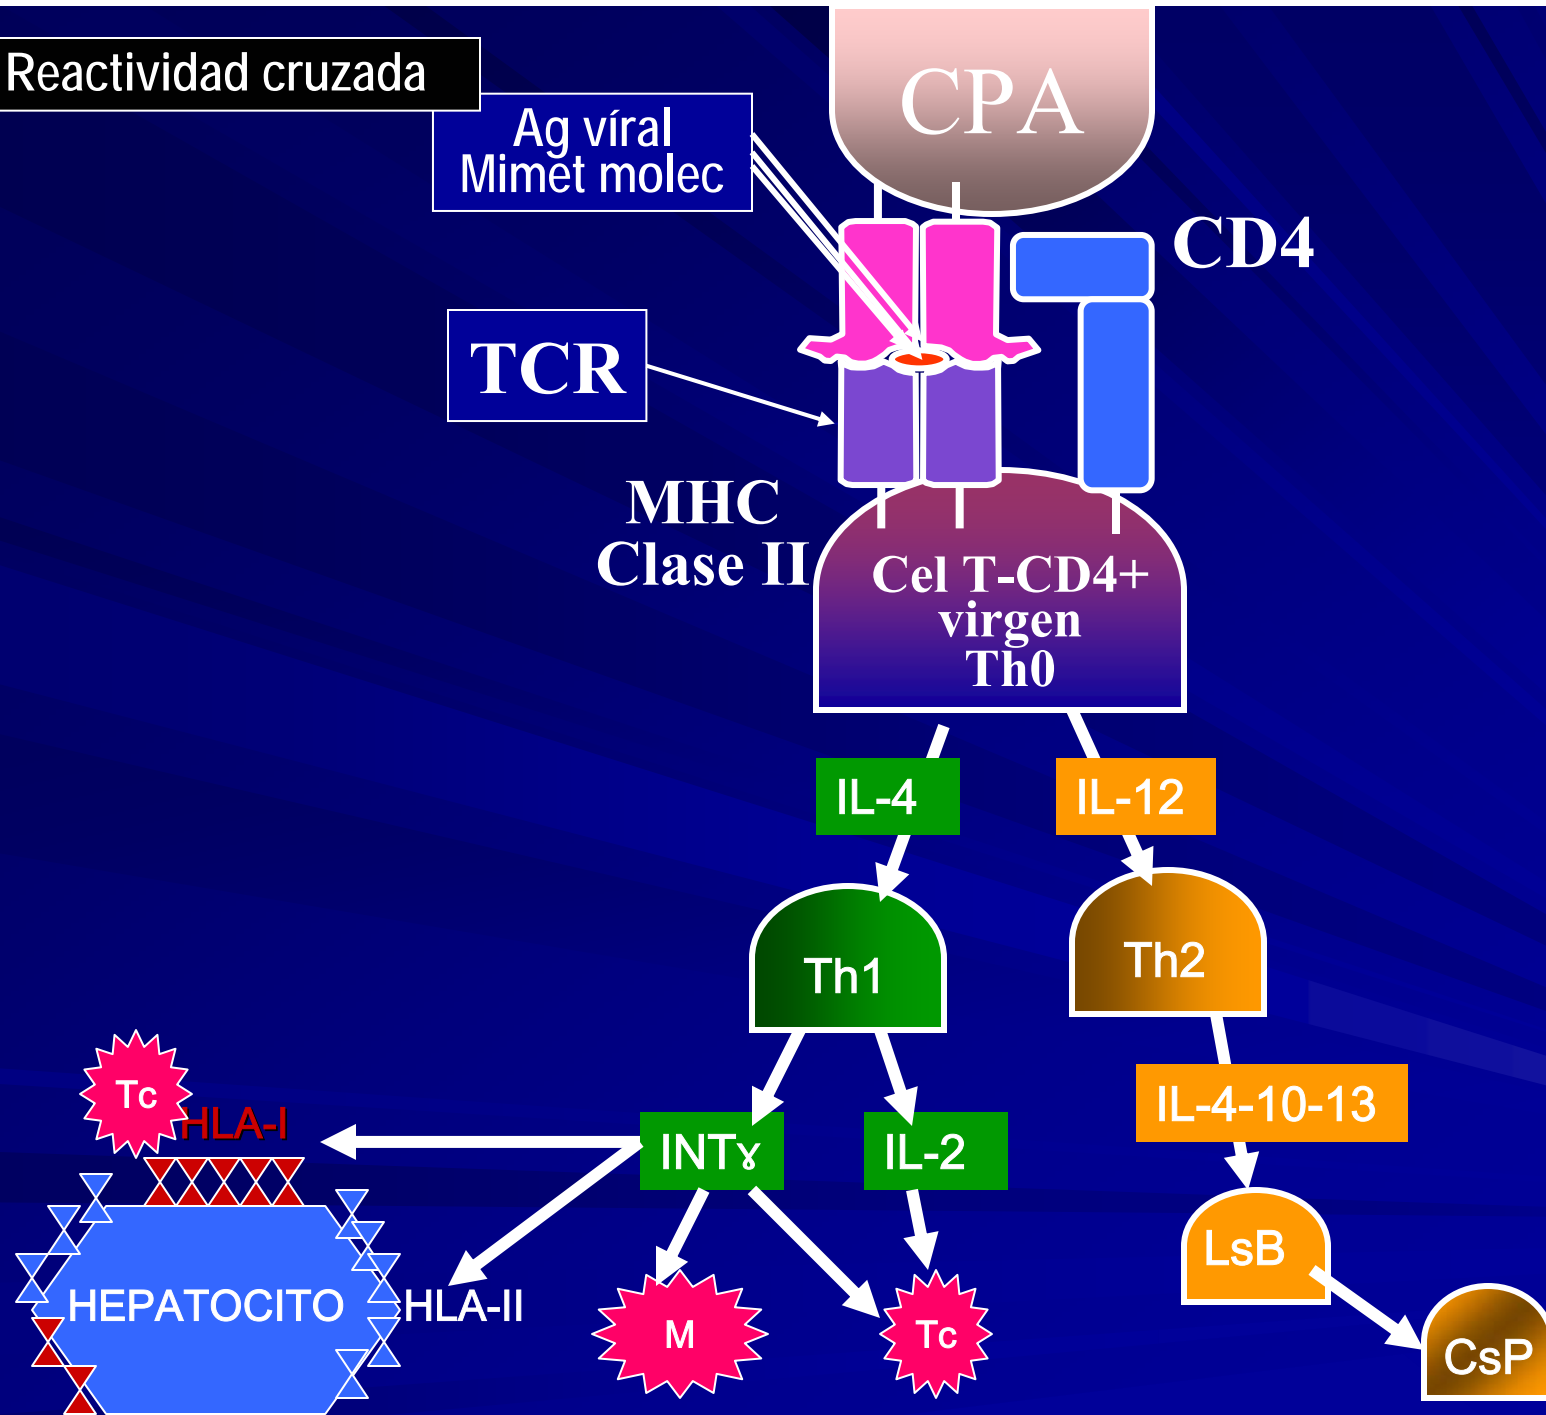 Reactividad cruzada
CPA
Ag víral
Mimet molec
CD4
TCR
MHC
Clase II
Cel T-CD4+
virgen
Th0
IL-4
IL-12
Th1
Th2
Tc
HLA-I
INTɣ
IL-2
IL-4-10-13
LsB
HEPATOCITO
HLA-II
M
Tc
CsP